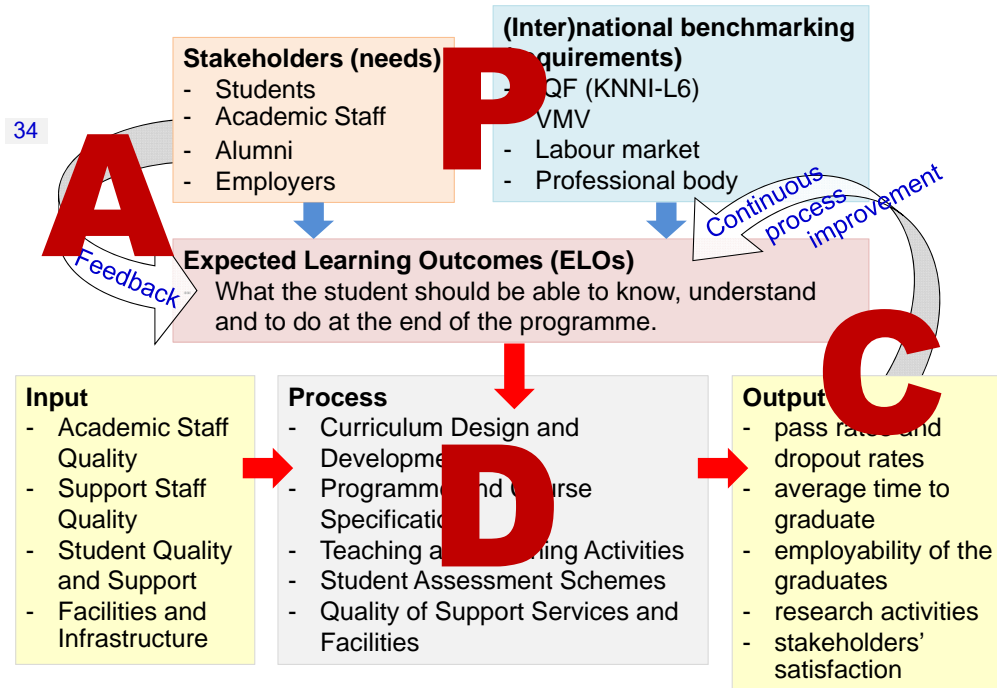 34
Stakeholders (needs)
- Students
- Academic Staff
- Alumni
- Employers
(Inter)national benchmarking
- (KNNI-L6)
VMV
- Labour market
- Professional body
P
A
Feedback
Continuous
process
improvement
Expected Learning Outcomes (ELOs)
What the student should be able to know, understand
and to do at the end of the programme.
C
Input
- Academic Staff
Quality
- Support Staff
Quality
- Student Quality
and Support
- Facilities and
Infrastructure
Process
- Curriculum Design and
- Course
- Teaching Activities
- Student Assessment Schemes
- Quality of Support Services and
Facilities
D
Output
- pass rates and
dropout rates
- average time to
graduate
- employability of the
graduates
- research activities
- stakeholders'
satisfaction